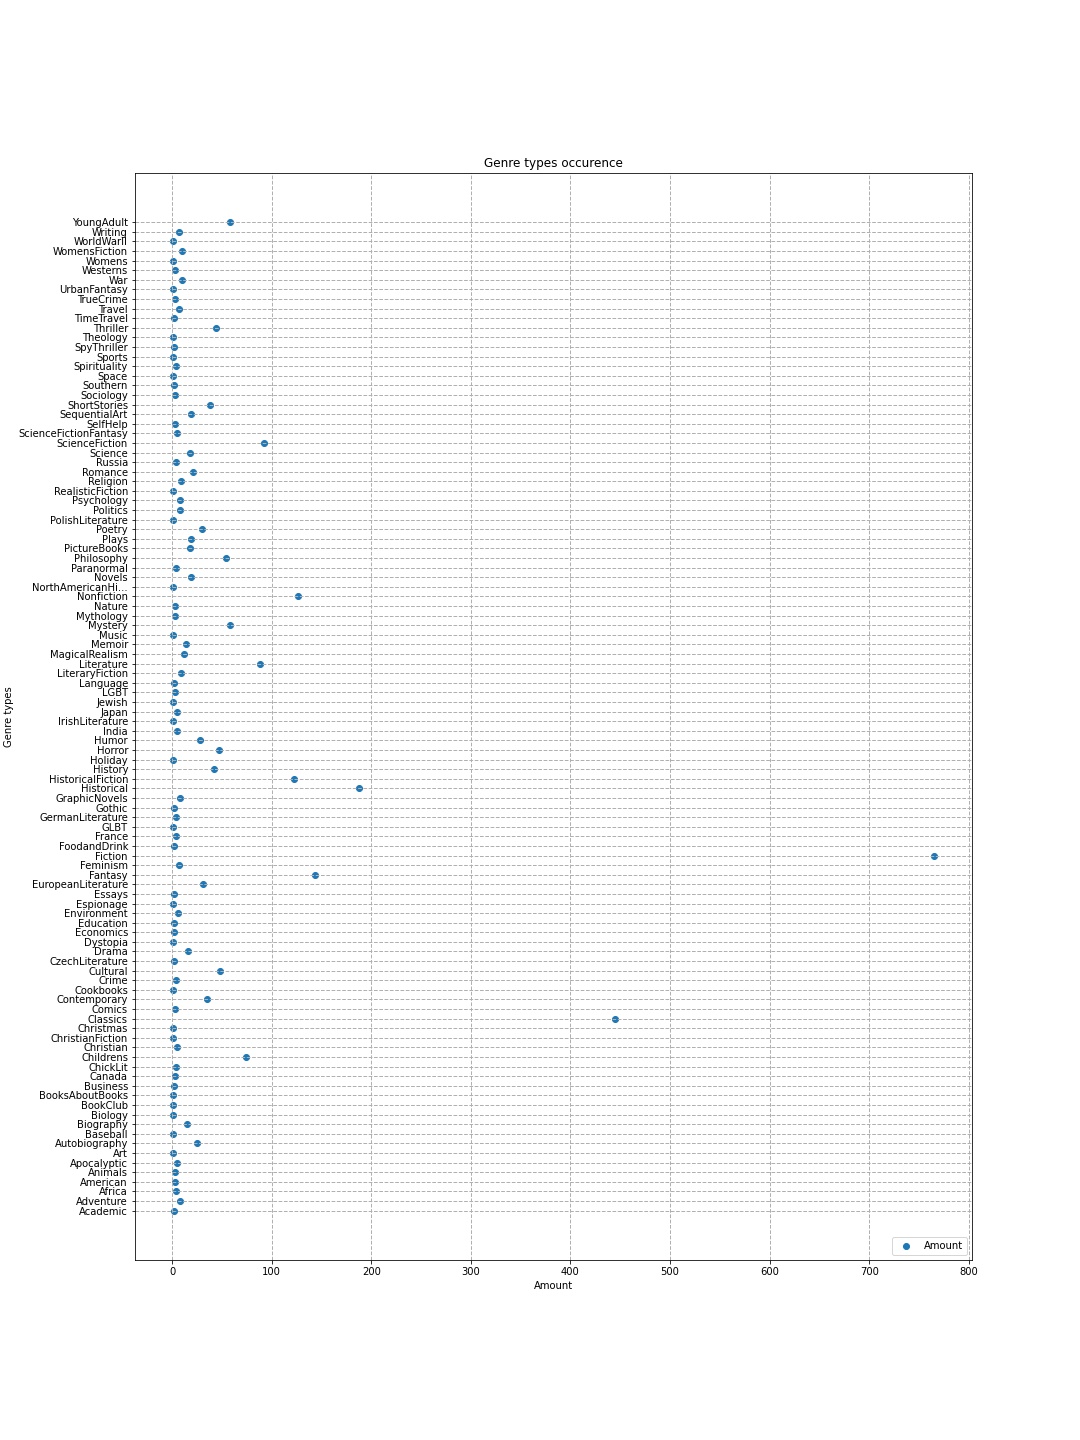 Genre types occurence
YoungAdult
Writing
WorldWarII
WomensFiction
Womens
Westerns
War
UrbanFantasy
TrueCrime
Travel
TimeTravel
Thriller
Theology
SpyThriller
Sports
Spirituality
Space
Southern
Sociology
ShortStories
SequentialArt
SelfHelp
ScienceFictionFantasy
ScienceFiction
Science
Russia
Romance
Religion
RealisticFiction
Psychology
Politics
PolishLiterature
Poetry
Plays
PictureBooks
Philosophy
Paranormal
Novels
NorthAmericanHi...
Nonfiction
Nature
Mythology
Mystery
Music
Memoir
MagicalRealism
Literature
LiteraryFiction
Language
LGBT
Jewish
Japan
IrishLiterature
India
Humor
Horror
Holiday
History
HistoricalFiction
Historical
GraphicNovels
Gothic
GermanLiterature
GLBT
France
FoodandDrink
Fiction
Feminism
Fantasy
EuropeanLiterature
Essays
Espionage
Environment
Education
Economics
Dystopia
Drama
CzechLiterature
Cultural
Crime
Cookbooks
Contemporary
Comics
Classics
Christmas
ChristianFiction
Christian
Childrens
ChickLit
Canada
Business
BooksAboutBooks
BookClub
Biology
Biography
Baseball
Autobiography
Art
Apocalyptic
Animals
American
Africa
Adventure
Academic
Genre types
Amount
0 100 200 300 400 500 600 700 800
Amount